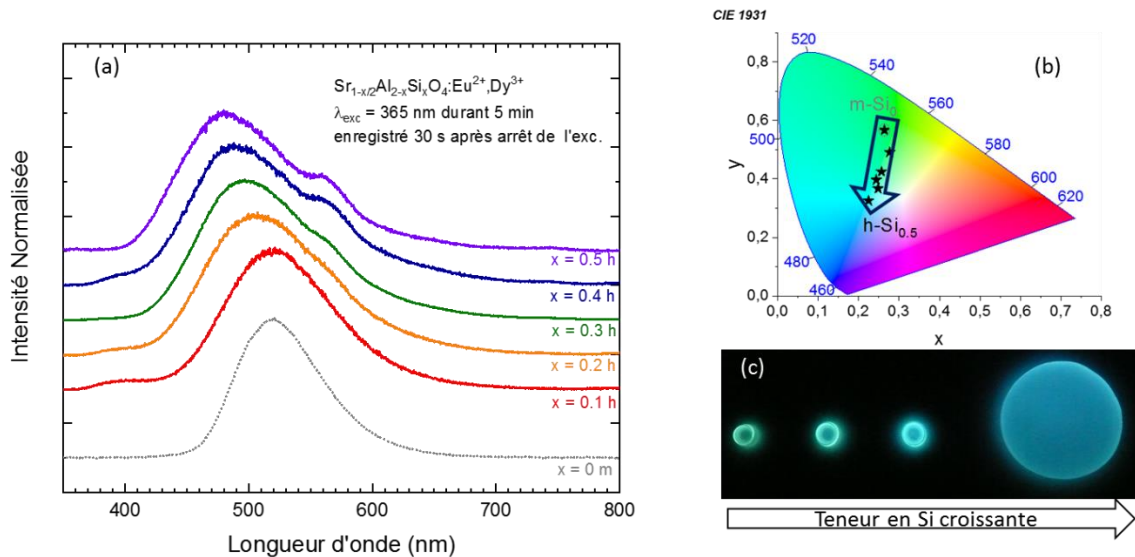 (a)
Sr1-x/2Al2-xSixO4:Eu2+,Dy3+
λexc = 365 nm durant 5 min
enregistré 30 s après arrêt de l'exc.
Intensité Normalisée
x = 0.5 h
x = 0.4 h
x = 0.3 h
x = 0.2 h
x = 0.1 h
x = 0 m
400 500 600 700 800
Longueur d'onde (nm)
CIE 1931
(b)
0,8
0,6
0,4
0,2
0,0
y
0,0 0,1 0,2 0,3 0,4 0,5 0,6 0,7 0,8
x
520
540
560
500
580
600
620
480
460
m-Si0
h-Si0.5
(c)
Teneur en Si croissante